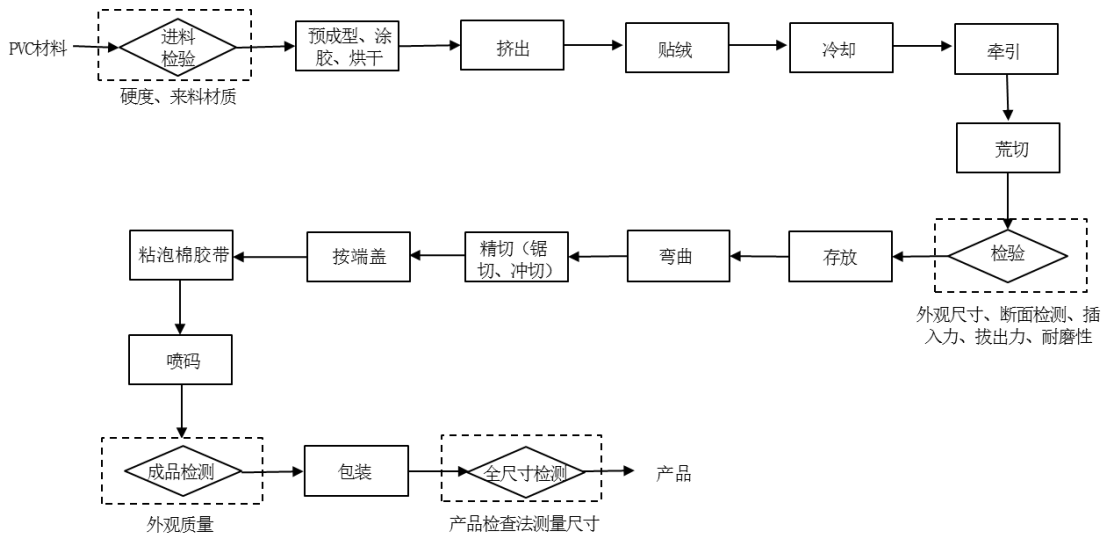 PVC材料
进料
检验
硬度、来料材质
预成型、涂
胶、烘干
挤出
贴绒
冷却
牵引
荒切
检验
外观尺寸、断面检测、插
入力、拔出力、耐磨性
存放
弯曲
精切（锯
切、冲切）
按端盖
粘泡棉胶带
喷码
成品检测
外观质量
包装
全尺寸检测
产品检查法测量尺寸
产品